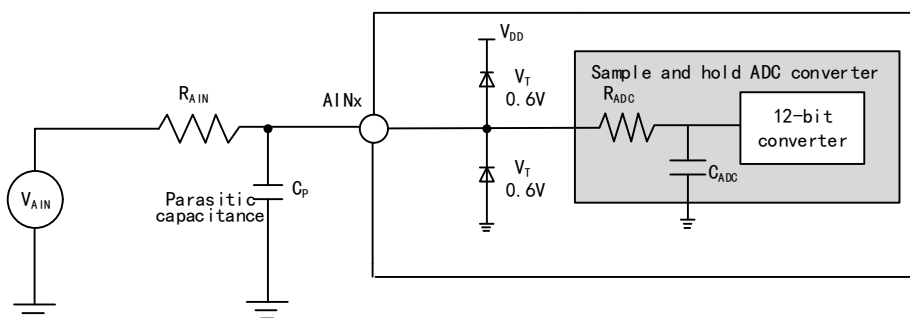 V_AIN
R_AIN
Parasitic
capacitance
C_P
AINx
V_DD
V_T
0.6V
V_T
0.6V
Sample and hold ADC converter
R_ADC
C_ADC
12-bit
converter